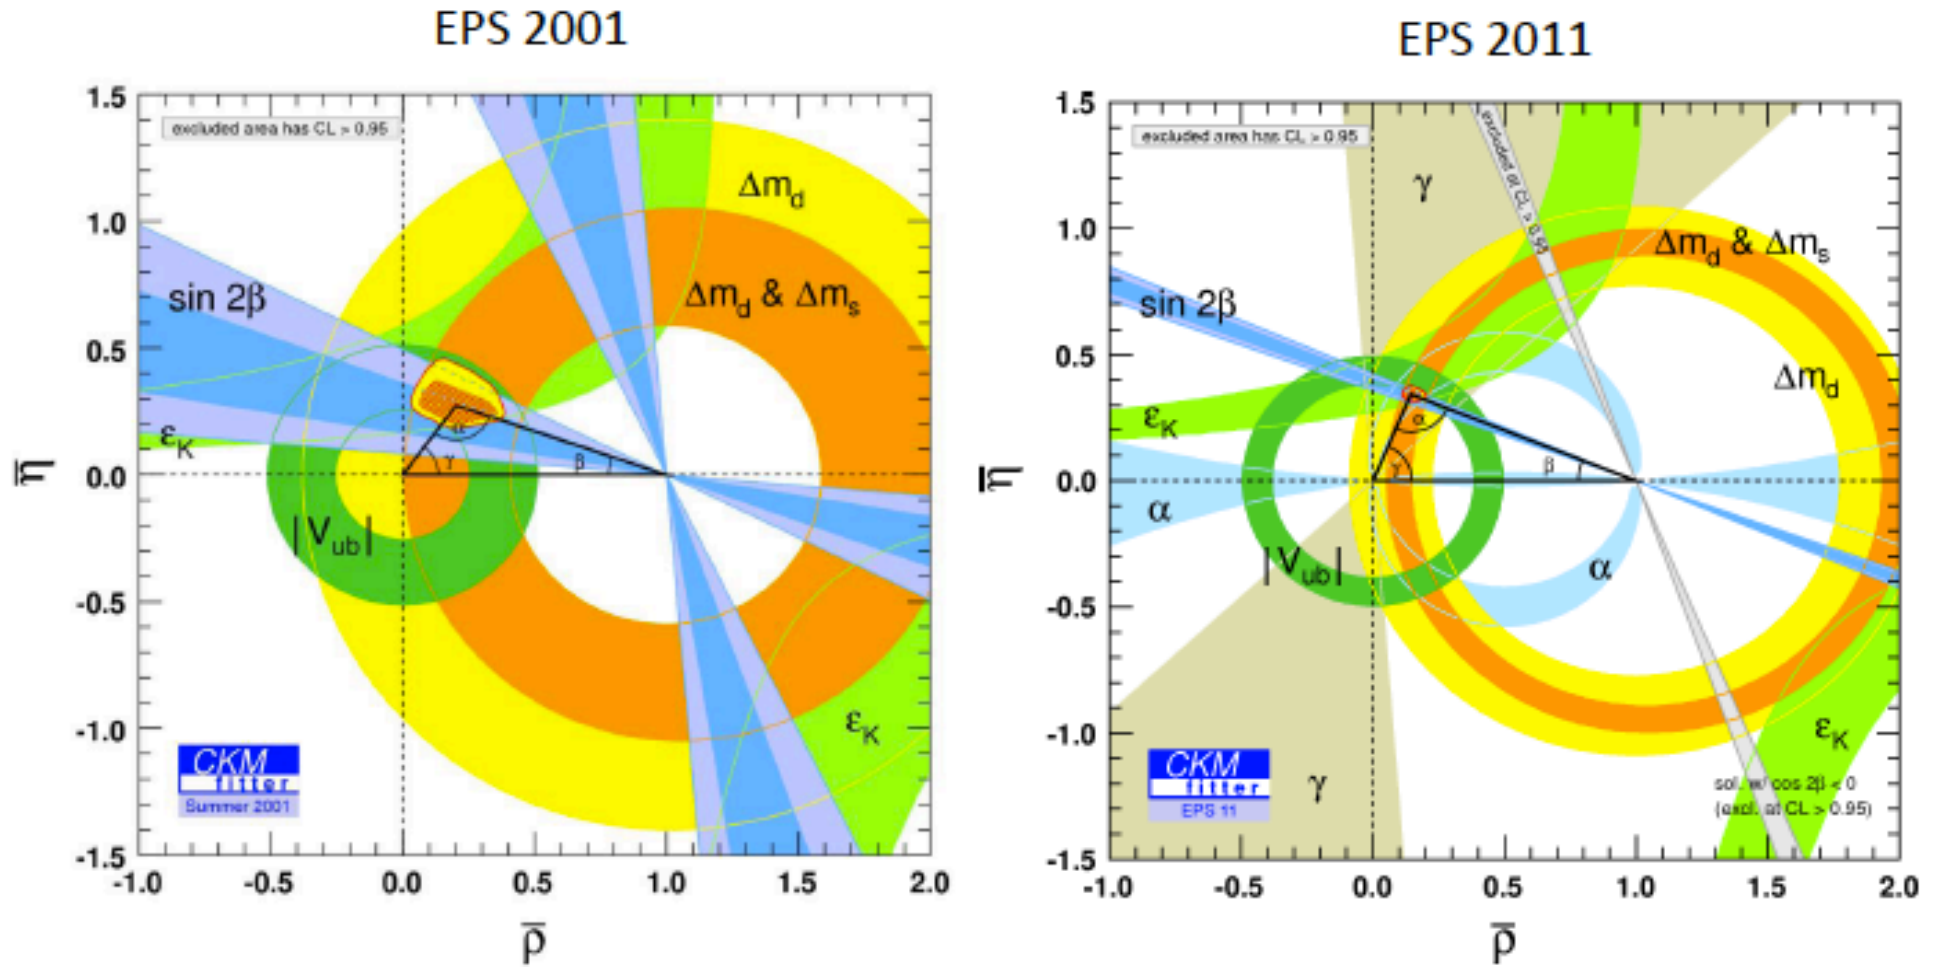 EPS 2001
excluded area has CL > 0.95
Δm_d
Δm_d & Δm_s
sin 2β
ε_K
α
γ
β
|V_ub|
ε_K
CKM
fitter
Summer 2001
1.5
1.0
0.5
0.0
-0.5
-1.0
-1.5
η̅
-1.0 -0.5 0.0 0.5 1.0 1.5 2.0
ρ̅
EPS 2011
excluded area has CL > 0.95
γ
excluded at CL > 0.95
Δm_d & Δm_s
sin 2β
Δm_d
ε_K
α
γ
β
α
α
|V_ub|
ε_K
γ
sol. w/ cos 2β < 0
(excl. at CL > 0.95)
CKM
fitter
EPS 11
1.5
1.0
0.5
0.0
-0.5
-1.0
-1.5
η̅
-1.0 -0.5 0.0 0.5 1.0 1.5 2.0
ρ̅